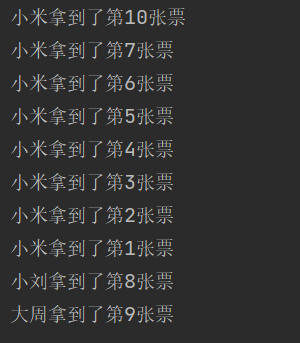 小米拿到了第10张票
小米拿到了第7张票
小米拿到了第6张票
小米拿到了第5张票
小米拿到了第4张票
小米拿到了第3张票
小米拿到了第2张票
小米拿到了第1张票
小刘拿到了第8张票
大周拿到了第9张票